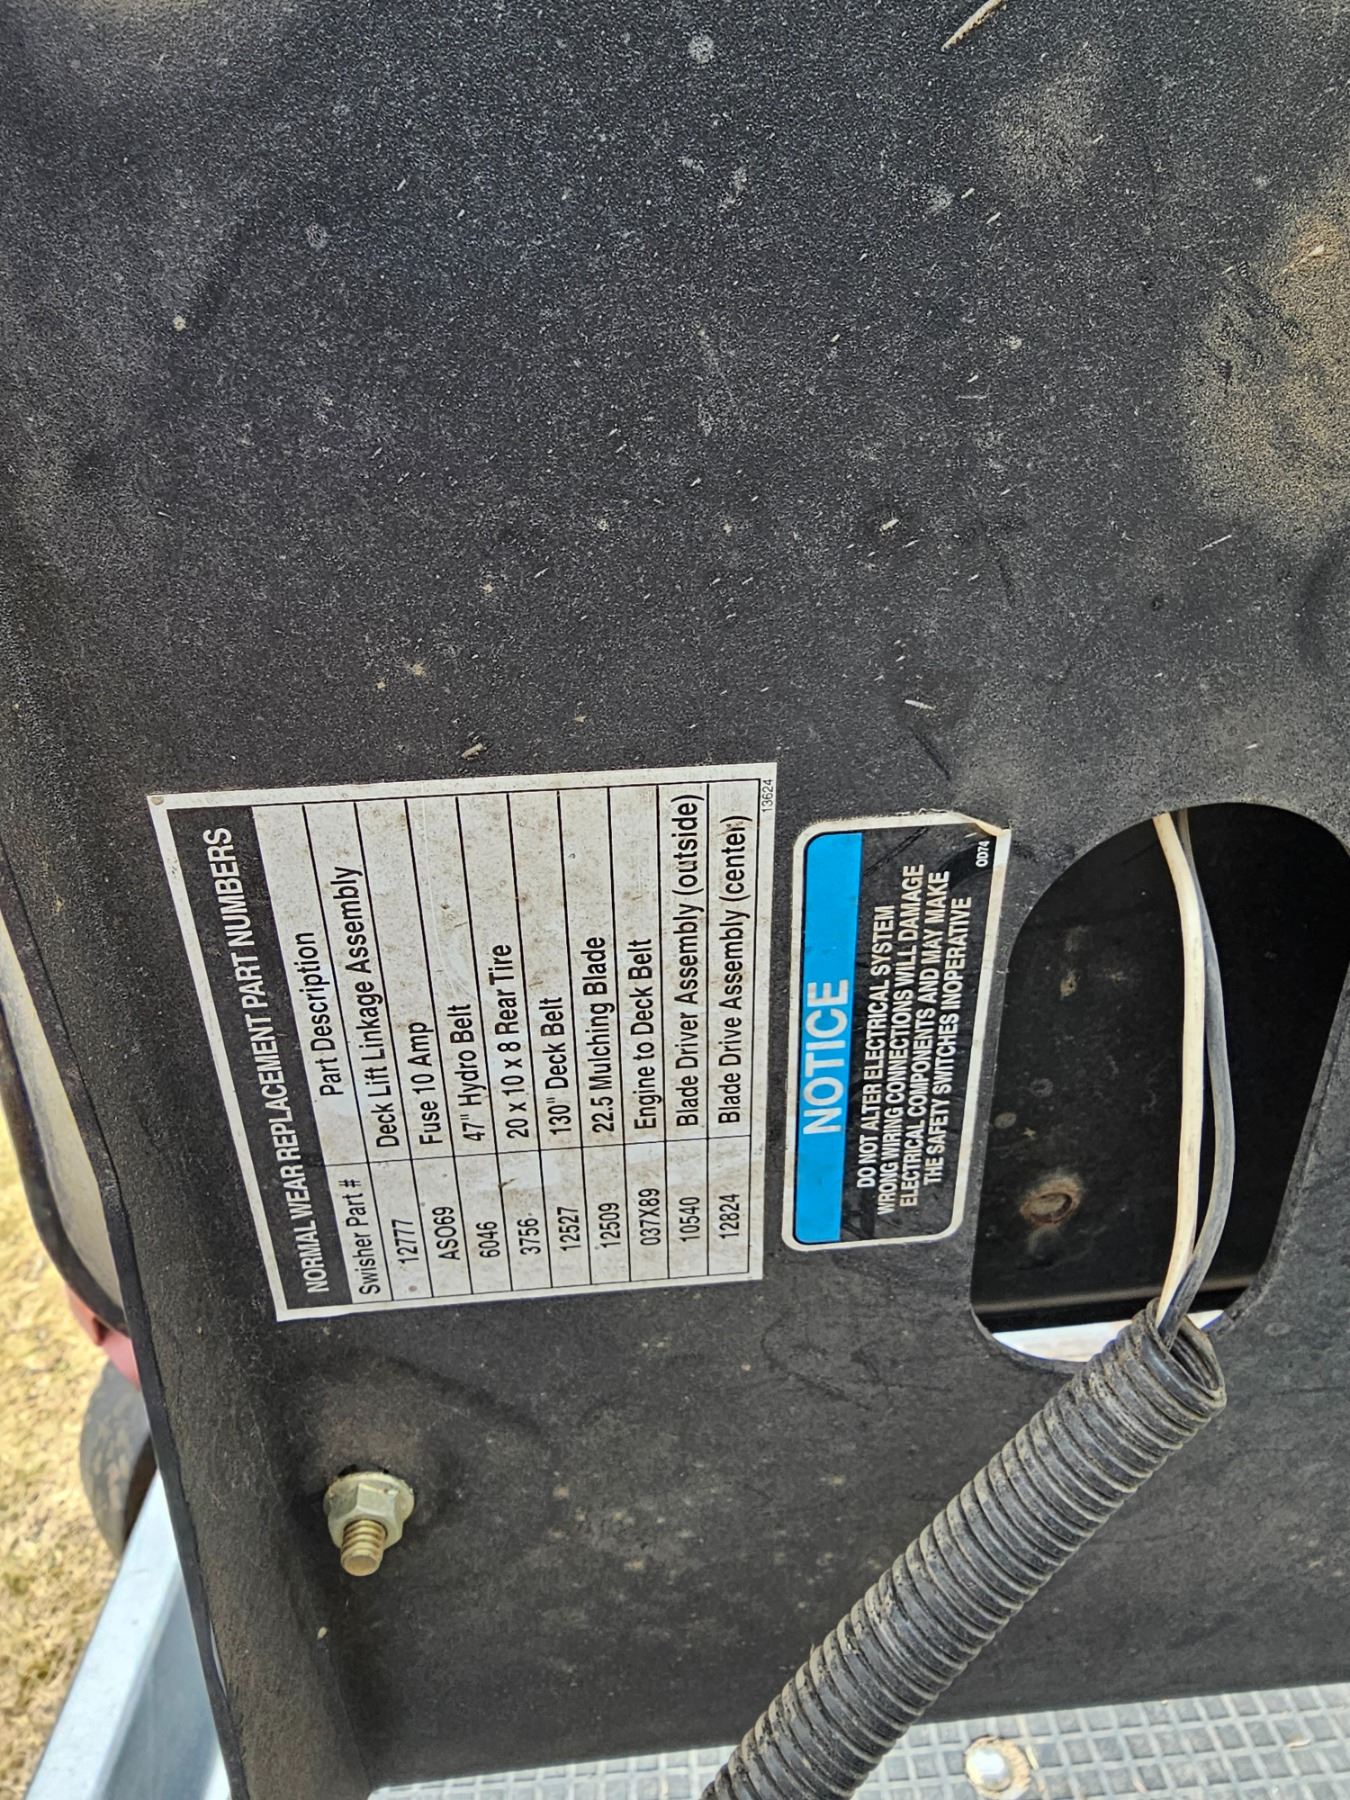 NORMAL WEAR REPLACEMENT PART NUMBERS
Swisher Part # Part Description
12777 Deck Lift Linkage Assembly
ASO69 Fuse 10 Amp
6046 47" Hydro Belt
3756 20 x 10 x 8 Rear Tire
12527 130" Deck Belt
12509 22.5 Mulching Blade
037X89 Engine to Deck Belt
10540 Blade Driver Assembly (outside)
12824 Blade Drive Assembly (center)
13624
NOTICE
DO NOT ALTER ELECTRICAL SYSTEM
WRONG WIRING CONNECTIONS WILL DAMAGE
ELECTRICAL COMPONENTS AND MAY MAKE
THE SAFETY SWITCHES INOPERATIVE
OD74